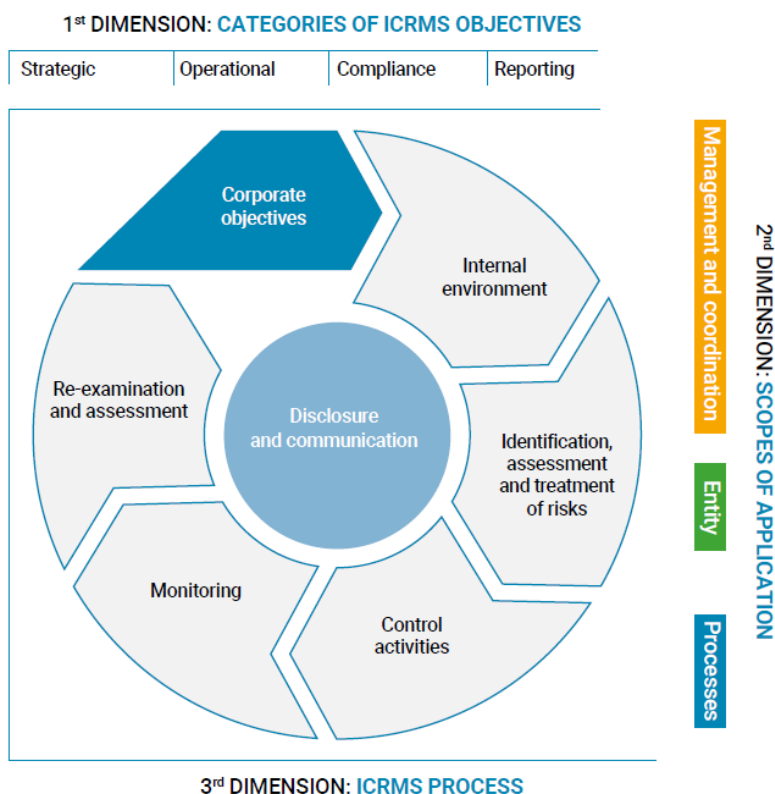 1st DIMENSION: CATEGORIES OF ICRMS OBJECTIVES
Strategic
Operational
Compliance
Reporting
Corporate
objectives
Internal
environment
Identification,
assessment
and treatment
of risks
Control
activities
Monitoring
Re-examination
and assessment
Disclosure
and communication
Management and coordination
Entity
Processes
2nd DIMENSION: SCOPES OF APPLICATION
3rd DIMENSION: ICRMS PROCESS